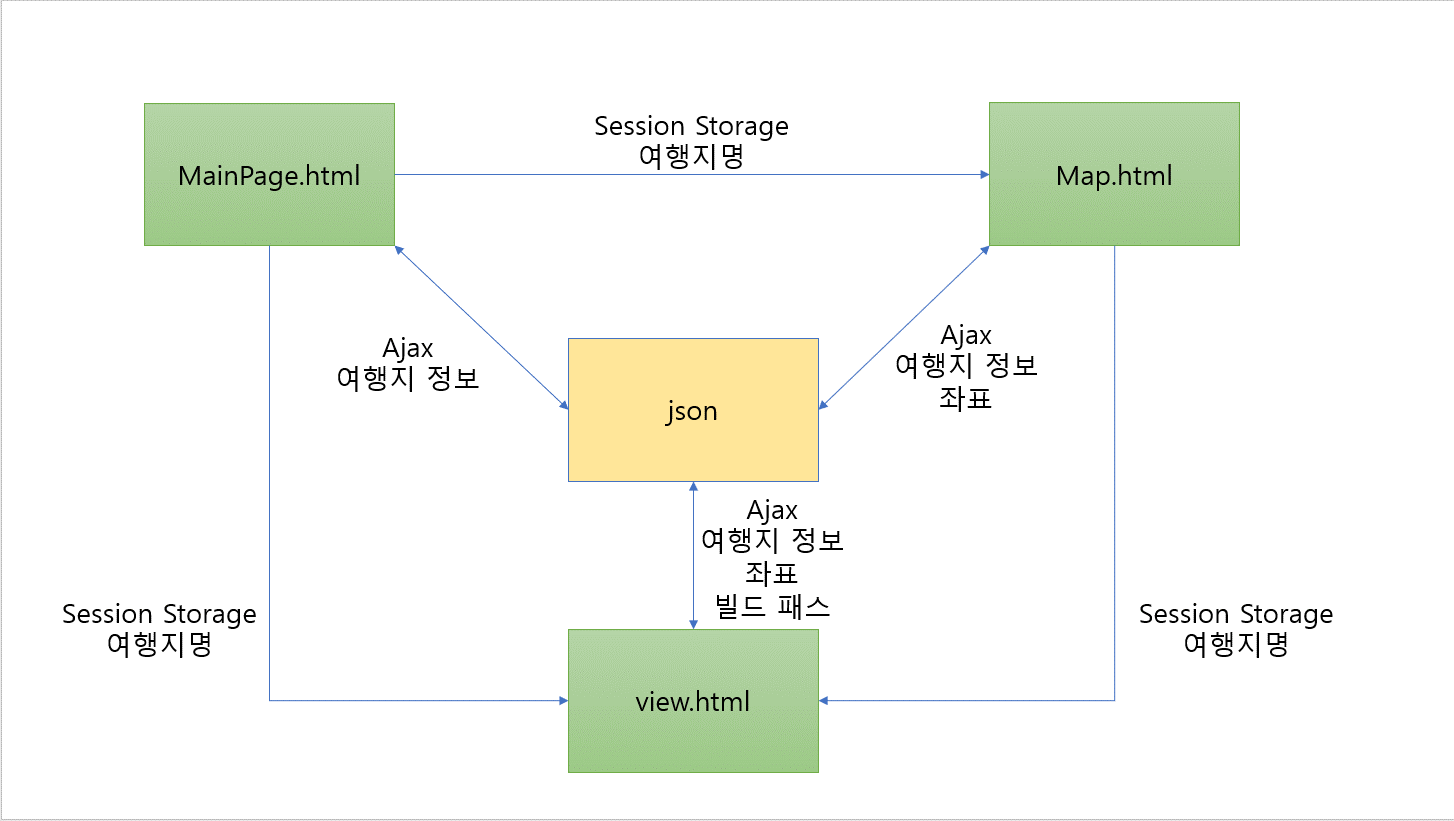 Session Storage
여행지명
MainPage.html
Map.html
Ajax
여행지 정보
Ajax
여행지 정보
좌표
json
Ajax
여행지 정보
좌표
빌드 패스
Session Storage
여행지명
Session Storage
여행지명
view.html